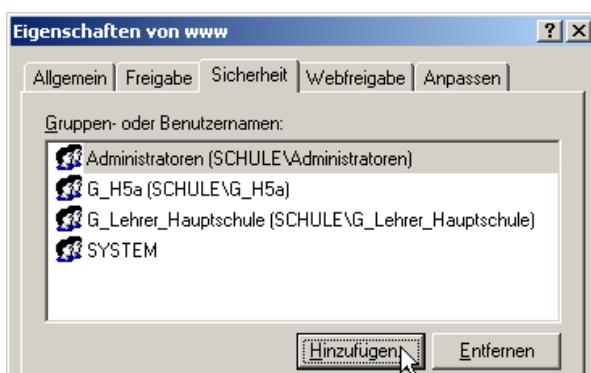 Eigenschaften von www ? X
Allgemein Freigabe Sicherheit Webfreigabe Anpassen
Gruppen- oder Benutzernamen:
Administratoren (SCHULE\Administratoren)
G_H5a (SCHULE\G_H5a)
G_Lehrer_Hauptschule (SCHULE\G_Lehrer_Hauptschule)
SYSTEM
Hinzufügen... Entfernen